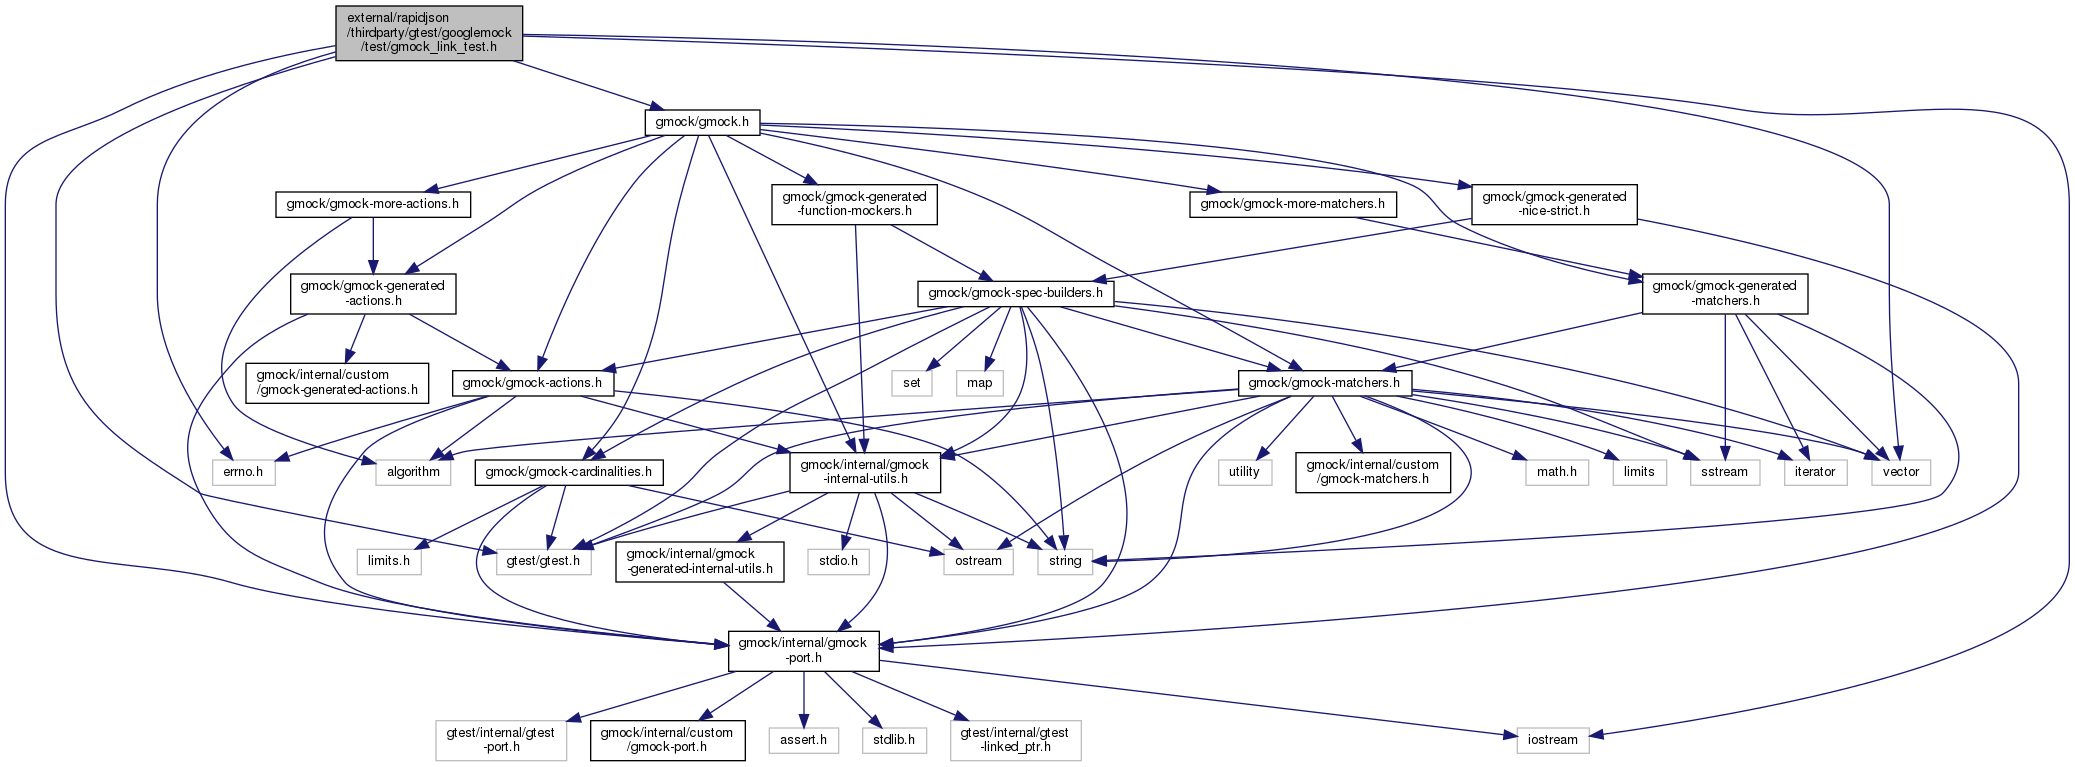 external/rapidjson
/thirdparty/gtest/googlemock
/test/gmock_link_test.h
gmock/gmock.h
gmock/gmock-more-actions.h
gmock/gmock-generated
-function-mockers.h
gmock/gmock-more-matchers.h
gmock/gmock-generated
-nice-strict.h
gmock/gmock-generated
-actions.h
gmock/gmock-spec-builders.h
gmock/gmock-generated
-matchers.h
gmock/internal/custom
/gmock-generated-actions.h
gmock/gmock-actions.h
set
map
gmock/gmock-matchers.h
errno.h
algorithm
gmock/gmock-cardinalities.h
gmock/internal/gmock
-internal-utils.h
utility
gmock/internal/custom
/gmock-matchers.h
math.h
limits
sstream
iterator
vector
limits.h
gtest/gtest.h
gmock/internal/gmock
-generated-internal-utils.h
stdio.h
ostream
string
gmock/internal/gmock
-port.h
gtest/internal/gtest
-port.h
gmock/internal/custom
/gmock-port.h
assert.h
stdlib.h
gtest/internal/gtest
-linked_ptr.h
iostream